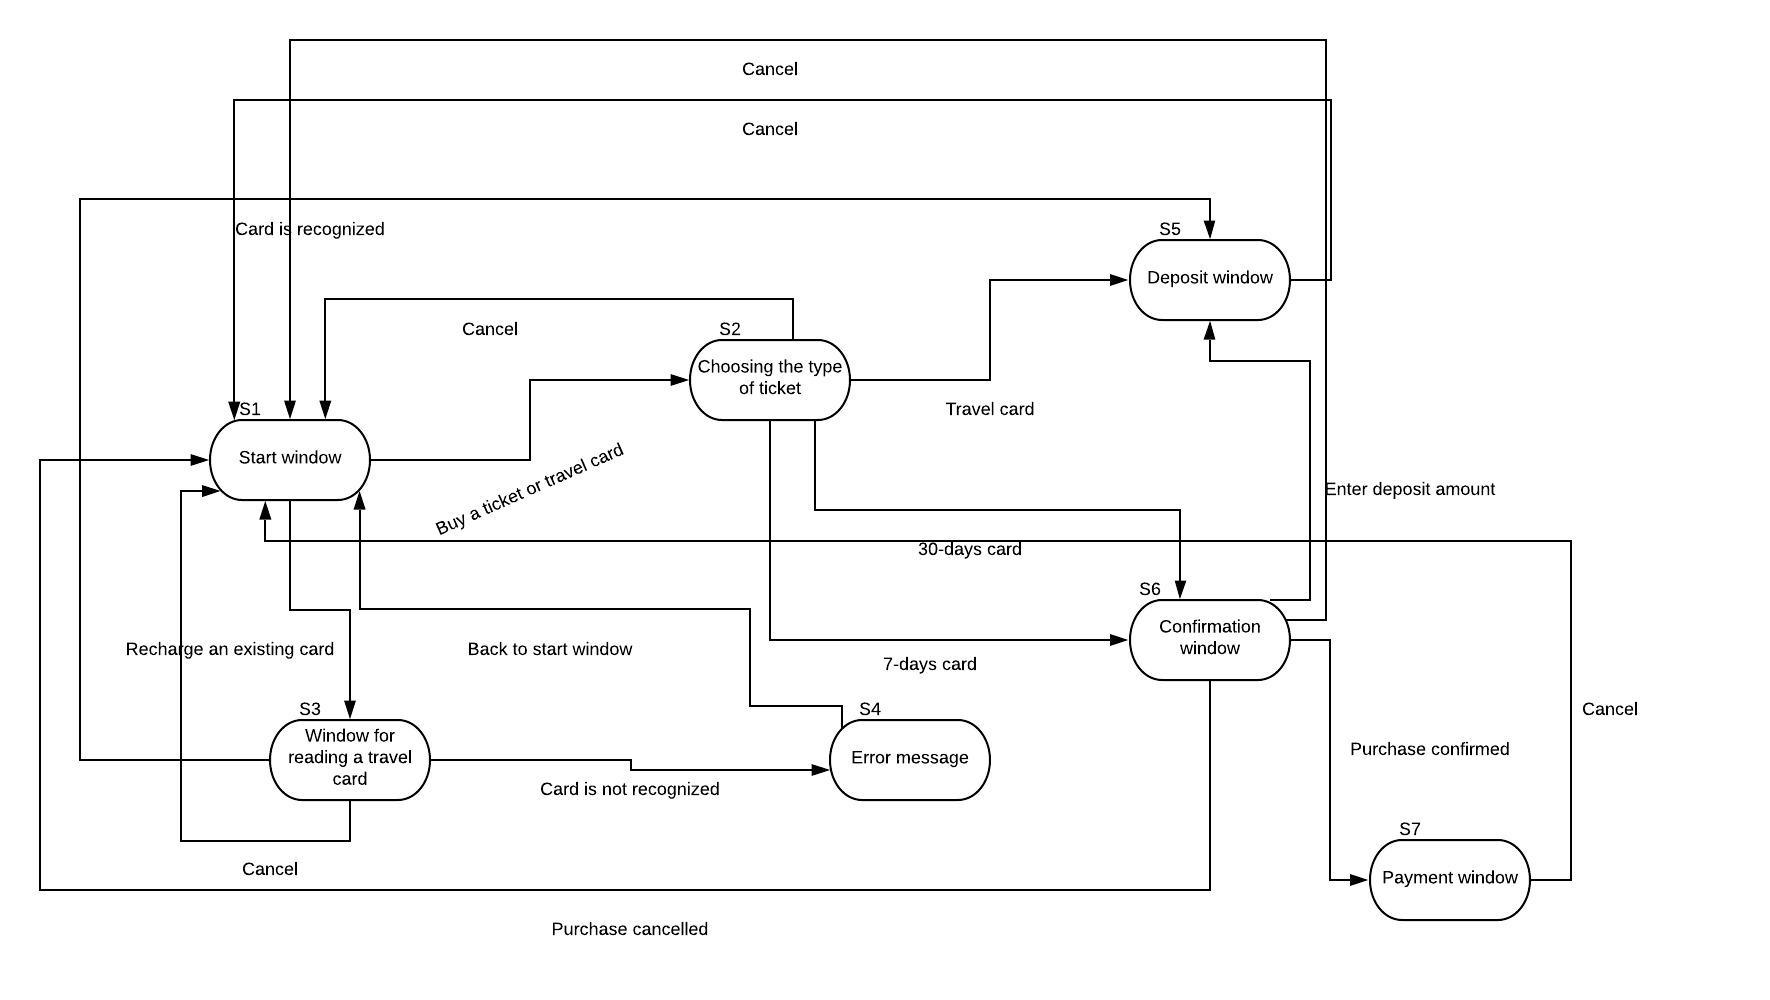 Cancel
Cancel
Card is recognized
S5
Deposit window
Cancel
S2
Choosing the type
of ticket
Travel card
S1
Start window
Buy a ticket or travel card
Enter deposit amount
30-days card
S6
Confirmation
window
Recharge an existing card
Back to start window
7-days card
S3
Window for
reading a travel
card
S4
Error message
Card is not recognized
Cancel
Purchase confirmed
S7
Payment window
Cancel
Purchase cancelled